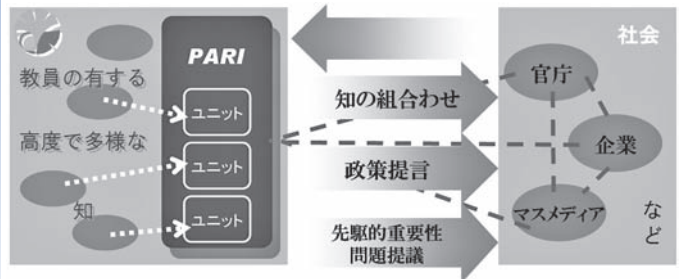 教員の有する
高度で多様な
知
PARI
ユニット
ユニット
ユニット
知の組合わせ
政策提言
先駆的重要性
問題提議
社会
官庁
企業
マスメディア
など